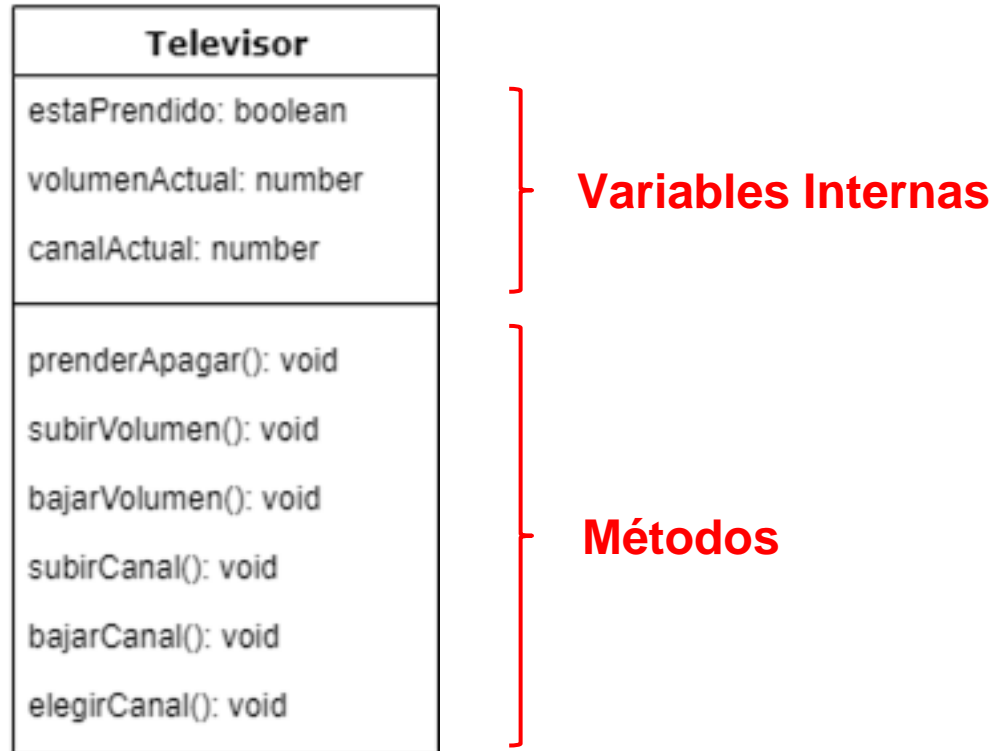 Televisor
estaPrendido: boolean
volumenActual: number
canalActual: number
Variables Internas
prenderApagar(): void
subirVolumen(): void
bajarVolumen(): void
subirCanal(): void
bajarCanal(): void
elegirCanal(): void
Métodos